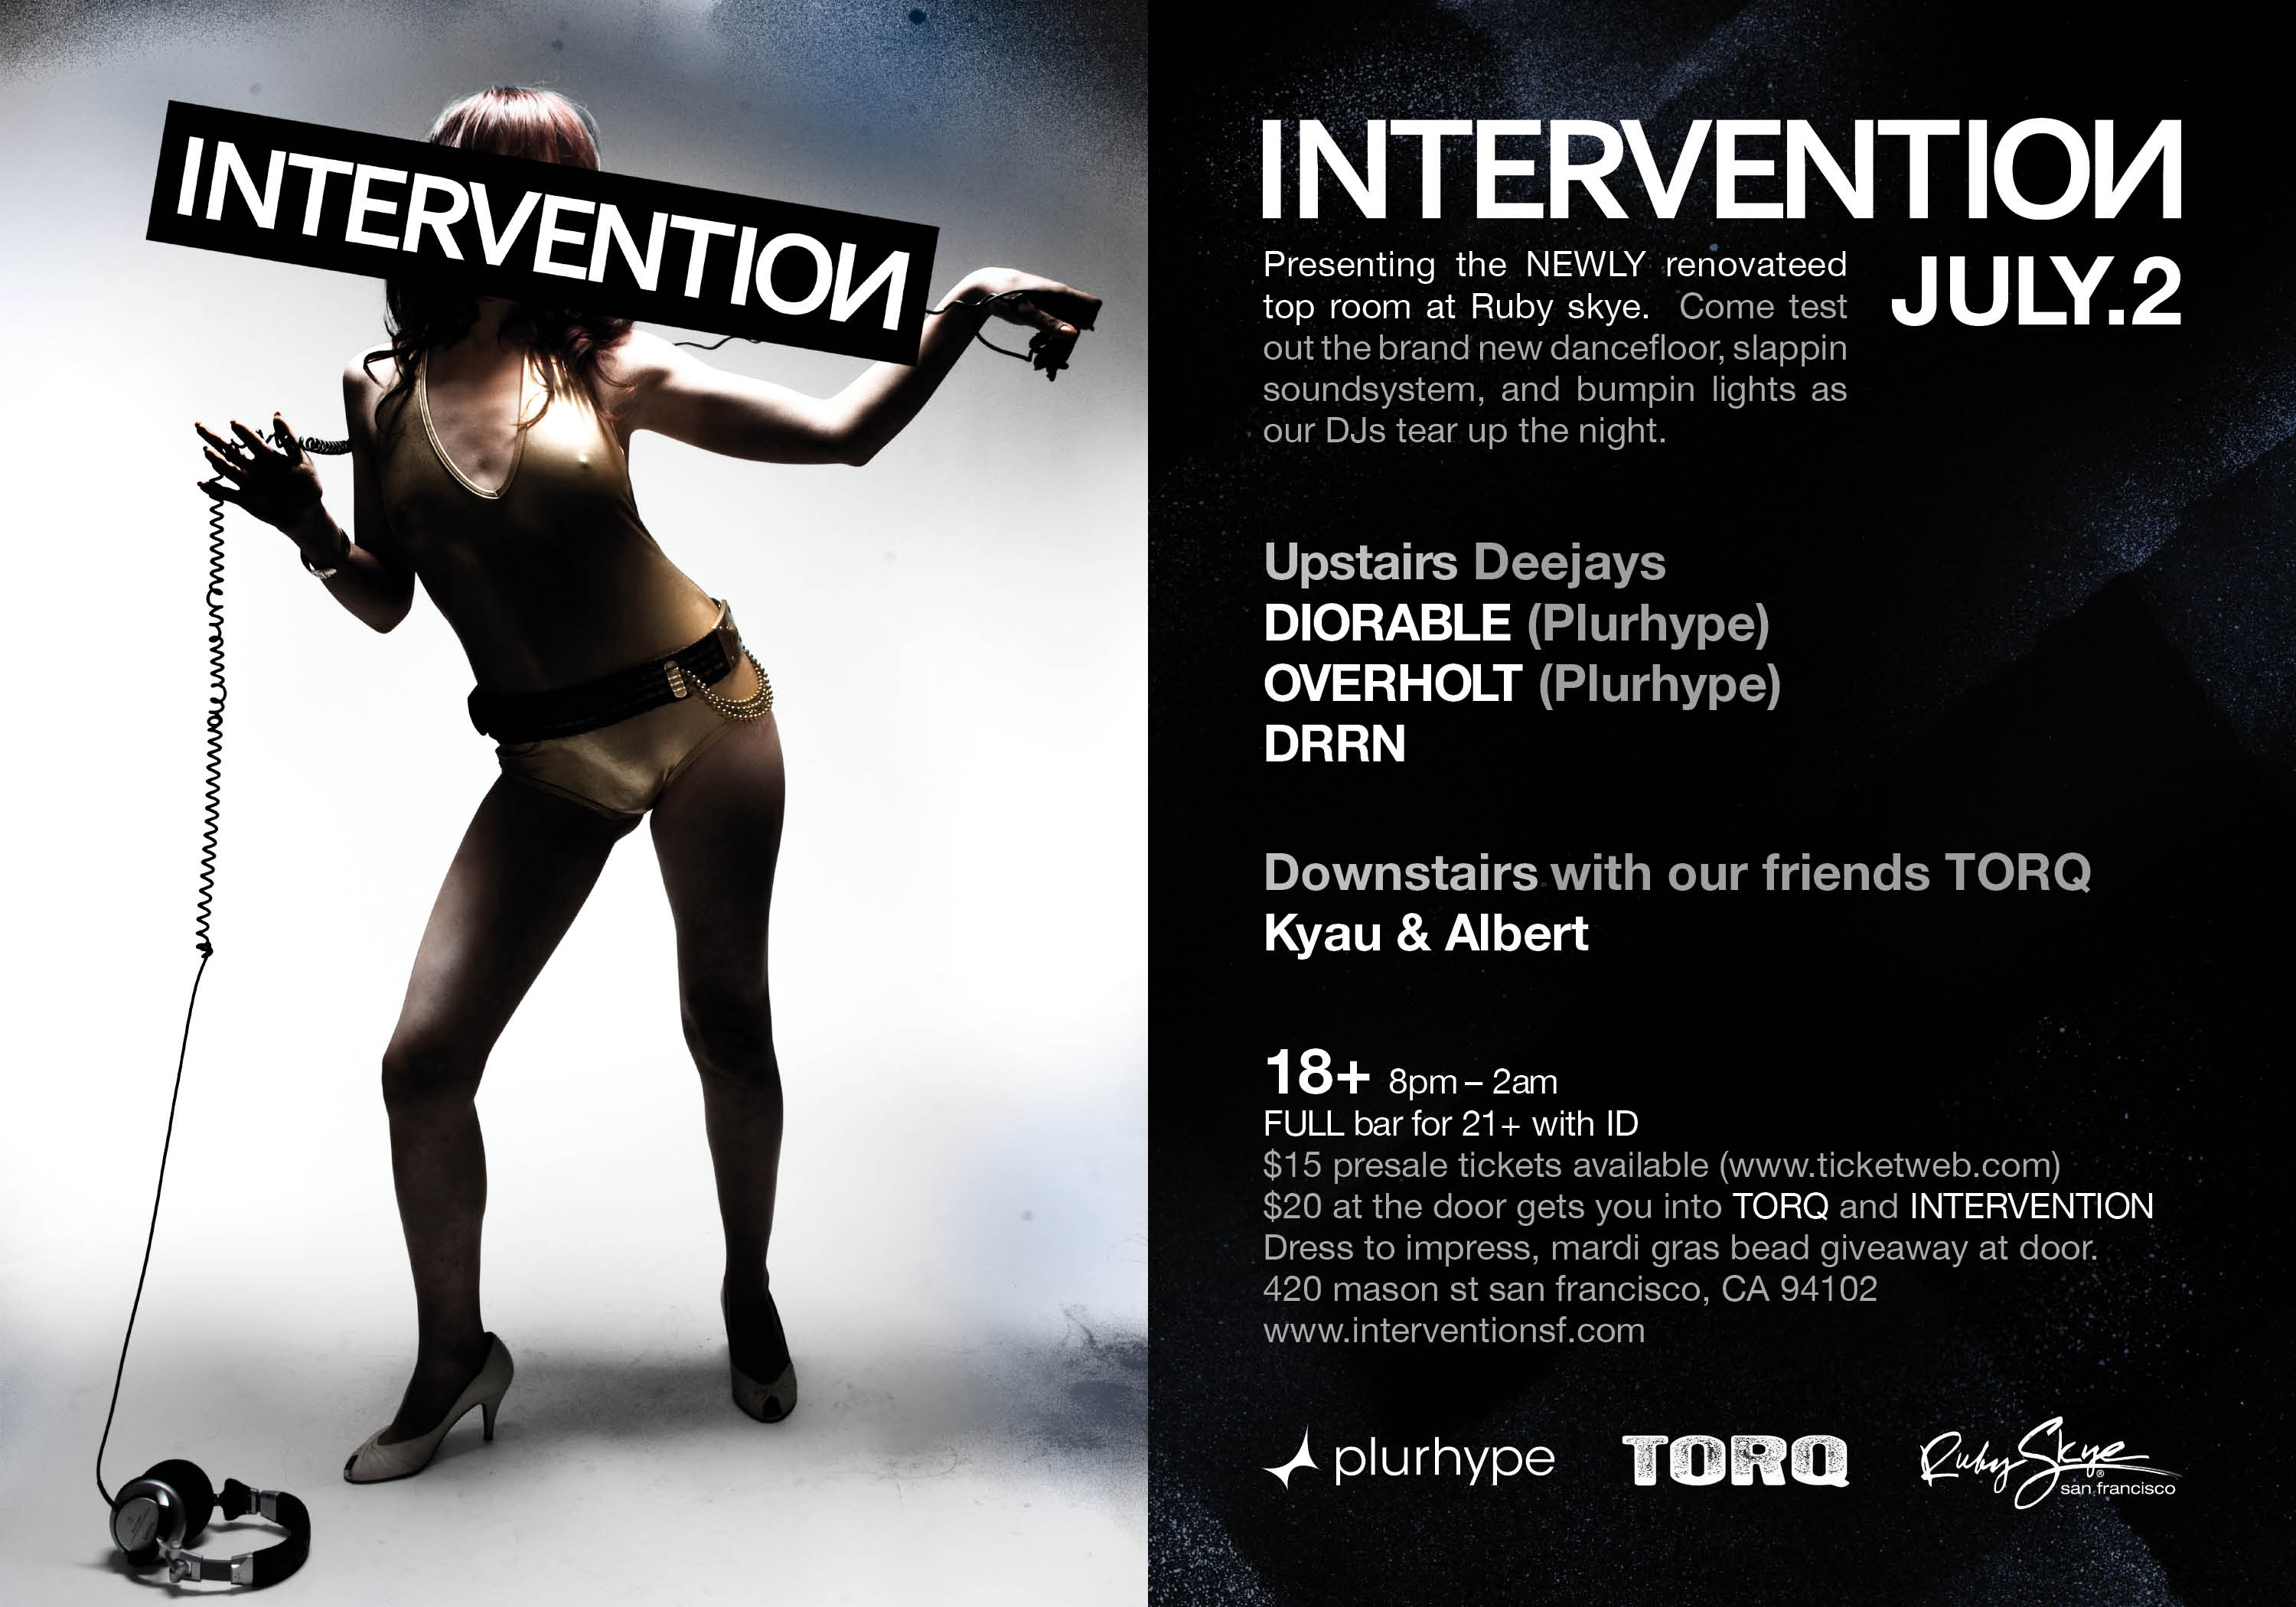 INTERVENTIOИ
INTERVENTIOИ
JULY.2
Presenting the NEWLY renovateed
top room at Ruby skye. Come test
out the brand new dancefloor, slappin
soundsystem, and bumpin lights as
our DJs tear up the night.
Upstairs Deejays
DIORABLE (Plurhype)
OVERHOLT (Plurhype)
DRRN
Downstairs with our friends TORQ
Kyau & Albert
18+ 8pm – 2am
FULL bar for 21+ with ID
$15 presale tickets available (www.ticketweb.com)
$20 at the door gets you into TORQ and INTERVENTION
Dress to impress, mardi gras bead giveaway at door.
420 mason st san francisco, CA 94102
www.interventionsf.com
plurhype
TORQ
Ruby Skye®
san francisco